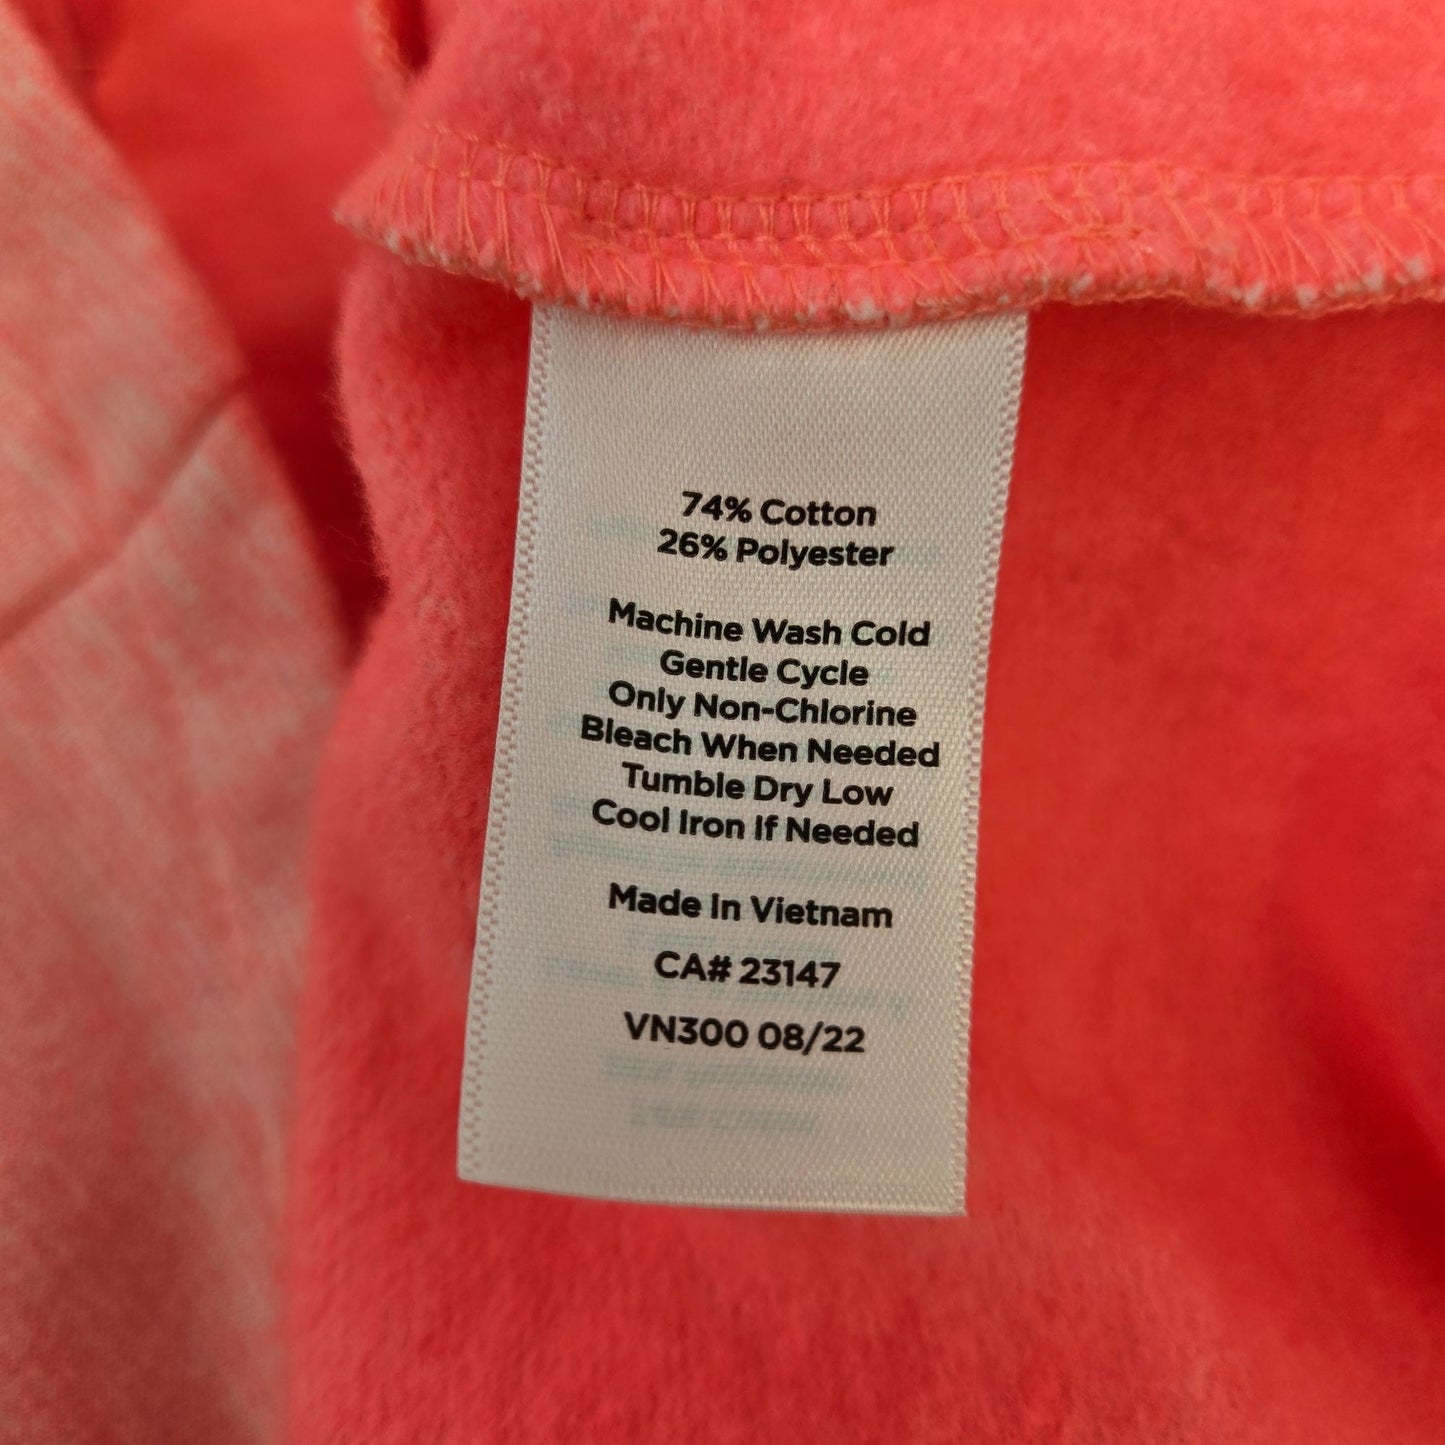 74% Cotton
26% Polyester
Machine Wash Cold
Gentle Cycle
Only Non-Chlorine
Bleach When Needed
Tumble Dry Low
Cool Iron If Needed
Made In Vietnam
CA# 23147
VN300 08/22